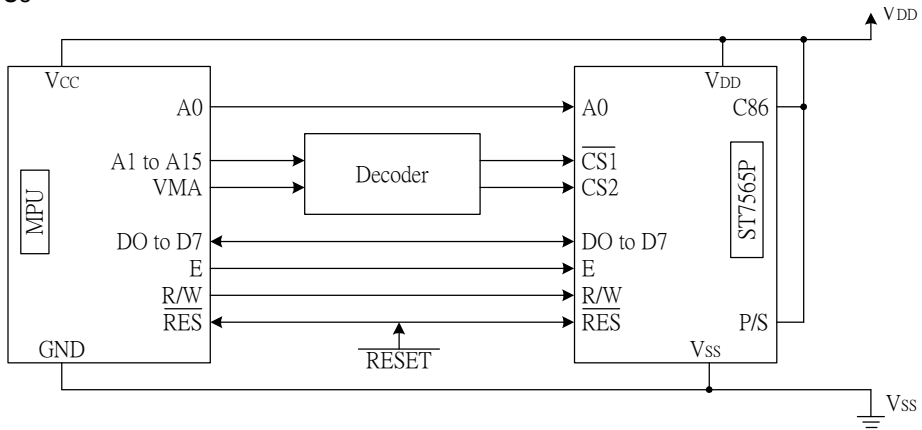 VDD
VCC
VDD
A0
A0
C86
A1 to A15
Decoder
CS1
VMA
CS2
MPU
ST7565P
DO to D7
DO to D7
E
E
R/W
R/W
RES
RES
P/S
RESET
GND
VSS
VSS